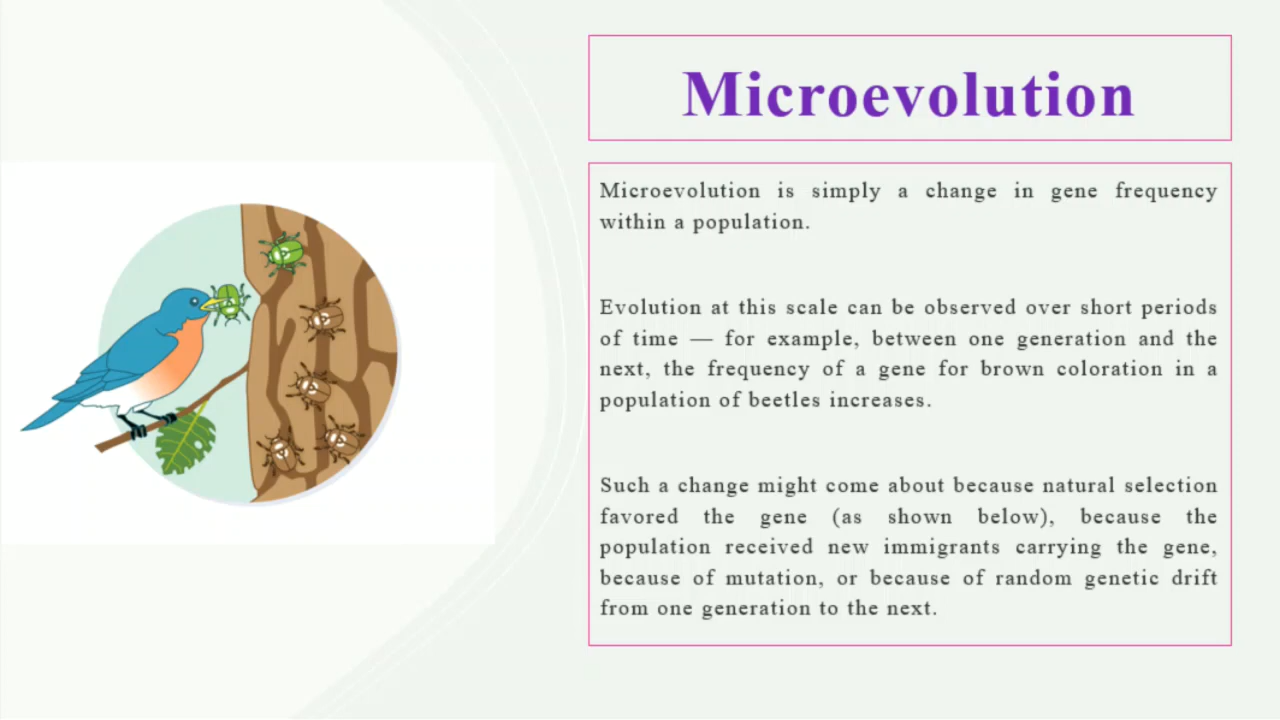 Microevolution
Microevolution is simply a change in gene frequency
within a population.
Evolution at this scale can be observed over short periods
of time — for example, between one generation and the
next, the frequency of a gene for brown coloration in a
population of beetles increases.
Such a change might come about because natural selection
favored the gene (as shown below), because the
population received new immigrants carrying the gene,
because of mutation, or because of random genetic drift
from one generation to the next.